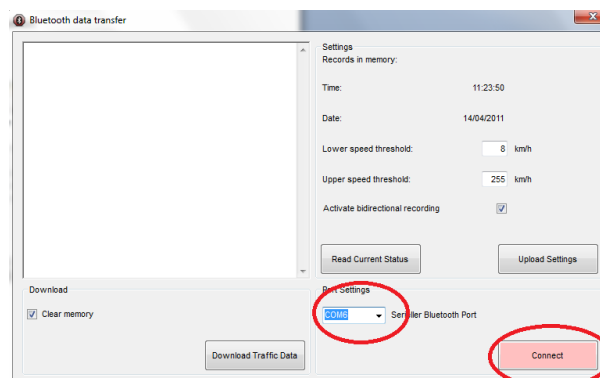 Bluetooth data transfer
Settings
Records in memory:
Time: 11:23:50
Date: 14/04/2011
Lower speed threshold: 8 km/h
Upper speed threshold: 255 km/h
Activate bidirectional recording
Read Current Status Upload Settings
Download Port Settings
Clear memory COM6 Serieller Bluetooth Port
Download Traffic Data Connect